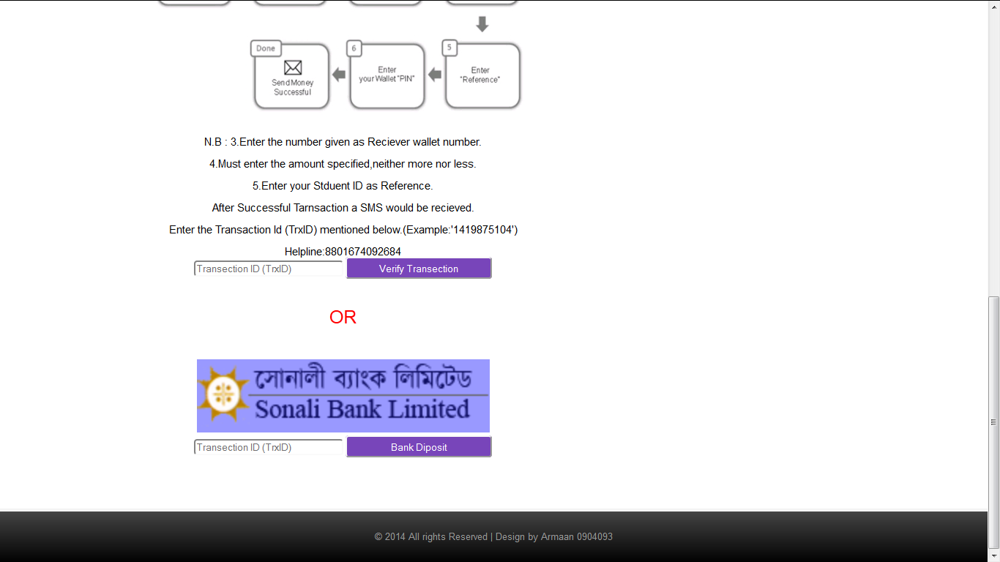 Done
6
5
Send Money
Successful
Enter
your Wallet "PIN"
Enter
"Reference"
N.B : 3.Enter the number given as Reciever wallet number.
4.Must enter the amount specified,neither more nor less.
5.Enter your Stduent ID as Reference.
After Successful Tarnsaction a SMS would be recieved.
Enter the Transaction Id (TrxID) mentioned below.(Example:'1419875104')
Helpline:8801674092684
Transection ID (TrxID)
Verify Transection
OR
সোনালী ব্যাংক লিমিটেড
Sonali Bank Limited
Transection ID (TrxID)
Bank Diposit
© 2014 All rights Reserved | Design by Armaan 0904093